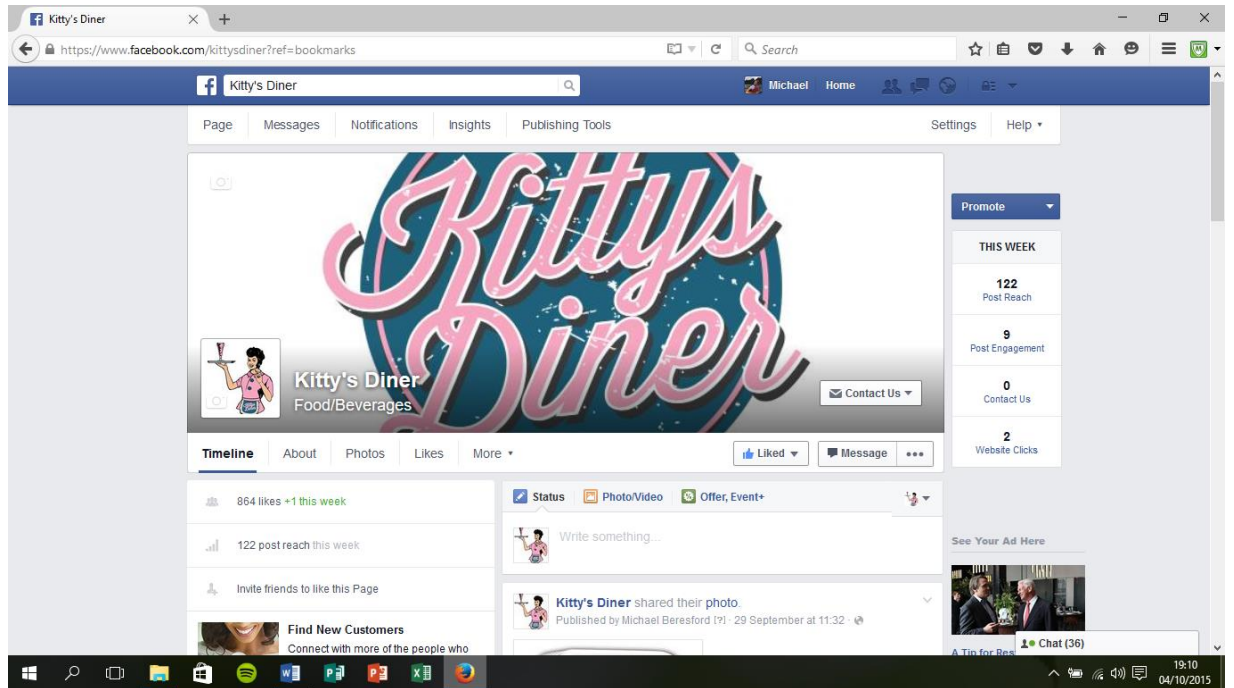 Kitty's Diner
https://www.facebook.com/kittysdiner?ref=bookmarks
Search
Kitty's Diner
Michael Home
Page Messages Notifications Insights Publishing Tools Settings Help
Kittys
Diner
Kitty's Diner
Food/Beverages
Contact Us
Promote
THIS WEEK
122
Post Reach
9
Post Engagement
0
Contact Us
2
Website Clicks
Timeline About Photos Likes More
Liked Message
864 likes +1 this week
122 post reach this week
Invite friends to like this Page
Find New Customers
Connect with more of the people who
Status Photo/Video Offer, Event+
Write something...
Kitty's Diner shared their photo.
Published by Michael Beresford [?] · 29 September at 11:32 ·
See Your Ad Here
A Tip for Res
Chat (36)
19:10
04/10/2015